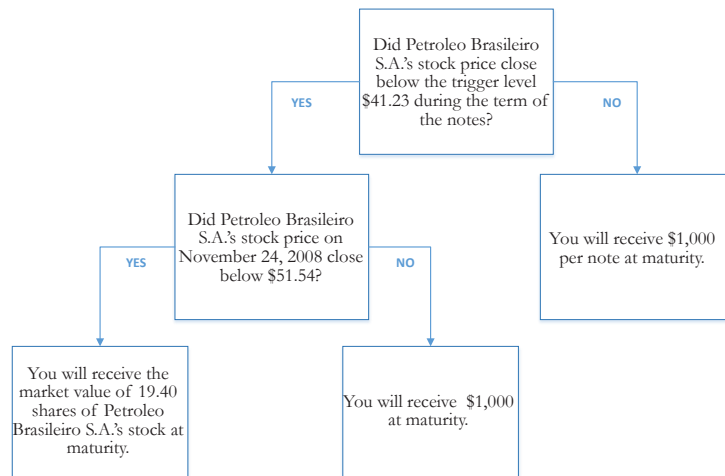 Did Petroleo Brasileiro
S.A.'s stock price close
below the trigger level
$41.23 during the term of
the notes?
YES
NO
Did Petroleo Brasileiro
S.A.'s stock price on
November 24, 2008 close
below $51.54?
You will receive $1,000
per note at maturity.
YES
NO
You will receive the
market value of 19.40
shares of Petroleo
Brasileiro S.A.'s stock at
maturity.
You will receive $1,000
at maturity.